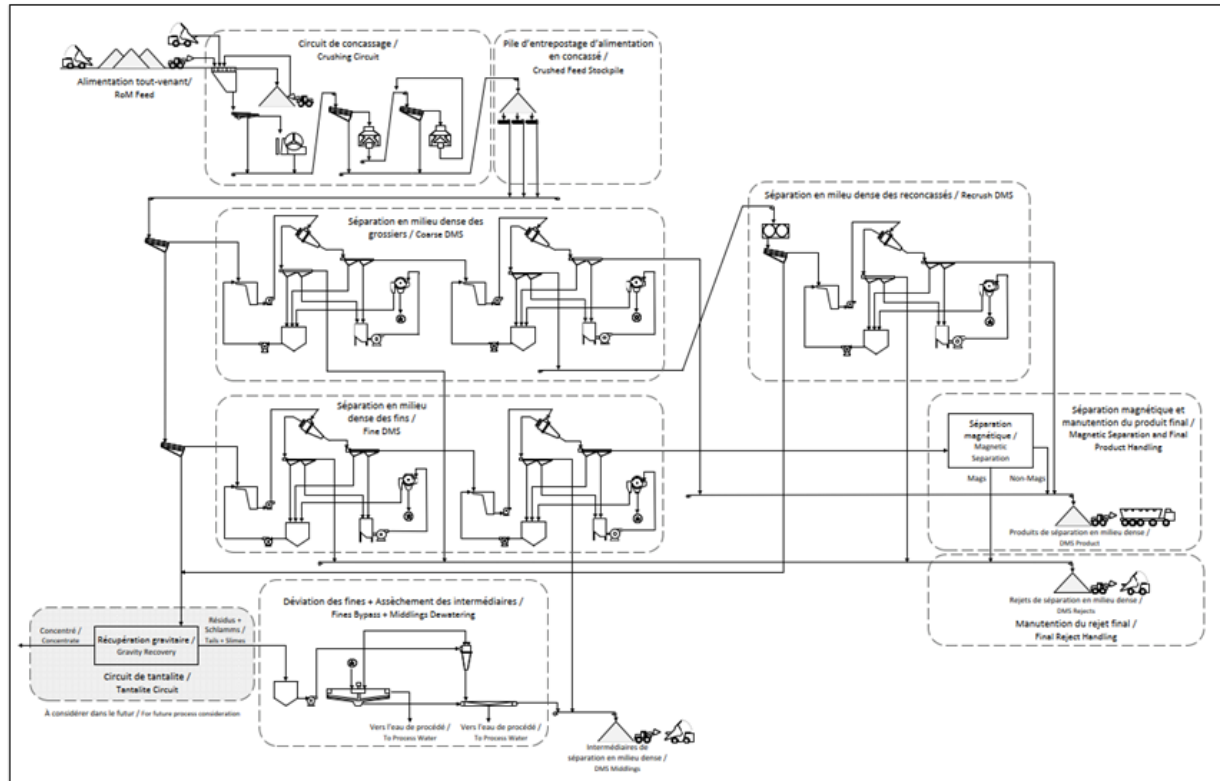 Circuit de concassage /
Crushing Circuit
Pile d'entrepostage d'alimentation
en concassé /
Crushed Feed Stockpile
Alimentation tout-venant/
RoM Feed
Séparation en milieu dense des
grossiers / Coarse DMS
Séparation en milieu dense des reconcassés / Recrush DMS
Séparation en milieu
dense des fins /
Fine DMS
Séparation
magnétique /
Magnetic
Separation
Mags
Non-Mags
Séparation magnétique et
manutention du produit final /
Magnetic Separation and Final
Product Handling
Produits de séparation en milieu dense /
DMS Product
Rejets de séparation en milieu dense /
DMS Rejects
Manutention du rejet final /
Final Reject Handling
Déviation des fines + Assèchement des intermédiaires /
Fines Bypass + Middlings Dewatering
Concentré /
Concentrate
Récupération gravitaire /
Gravity Recovery
Résidus +
Schlamms /
Tails + Slimes
Circuit de tantalite /
Tantalite Circuit
À considérer dans le futur / For future process consideration
Vers l'eau de procédé /
To Process Water
Vers l'eau de procédé /
To Process Water
Intermédiaires de
séparation en milieu dense /
DMS Middlings